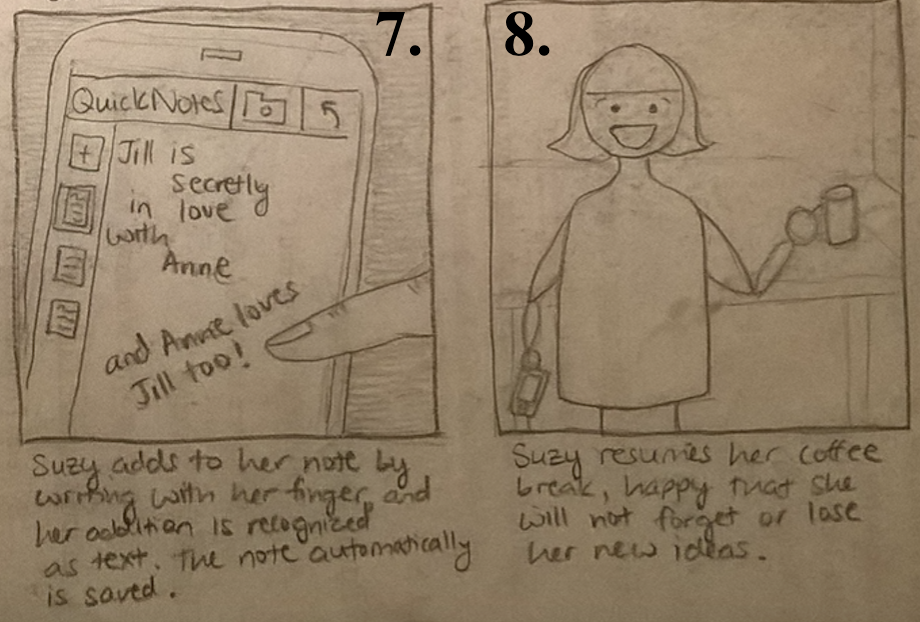 7.
QuickNotes
+
Jill is
secretly
in love
with
Anne
and Annie loves
Jill too!
Suzy adds to her note by
writing with her finger, and
her addition is recognized
as text. The note automatically
is saved.
8.
Suzy resumes her coffee
break, happy that she
will not forget or lose
her new ideas.